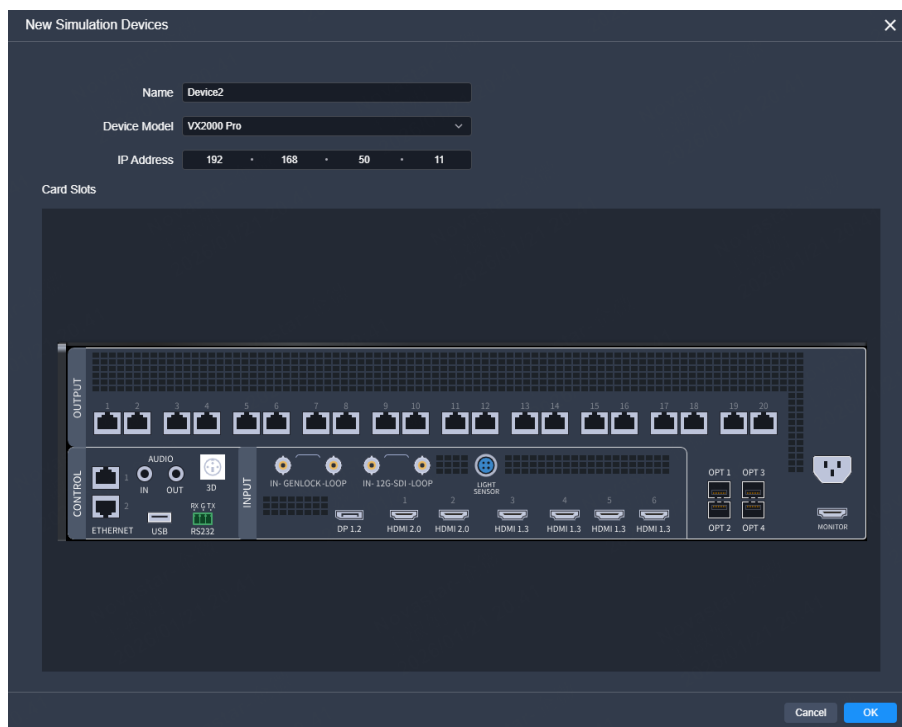 New Simulation Devices
Name Device2
Device Model VX2000 Pro
IP Address 192 . 168 . 50 . 11
Card Slots
OUTPUT
1 2 3 4 5 6 7 8 9 10 11 12 13 14 15 16 17 18 19 20
CONTROL
1
2
ETHERNET
AUDIO
IN OUT
3D
USB
RX G TX
RS232
INPUT
IN- GENLOCK -LOOP
IN- 12G-SDI -LOOP
LIGHT
SENSOR
1 2 3 4 5 6
DP 1.2 HDMI 2.0 HDMI 2.0 HDMI 1.3 HDMI 1.3 HDMI 1.3 HDMI 1.3
OPT 1 OPT 3
OPT 2 OPT 4
MONITOR
Cancel OK